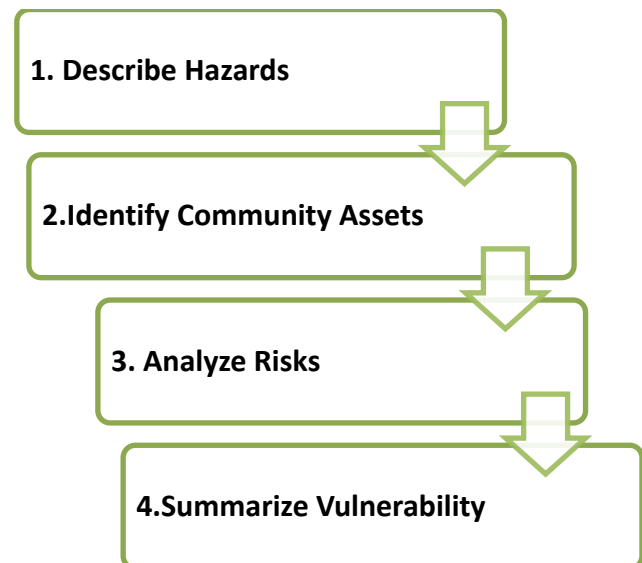 1. Describe Hazards
2.Identify Community Assets
3. Analyze Risks
4.Summarize Vulnerability